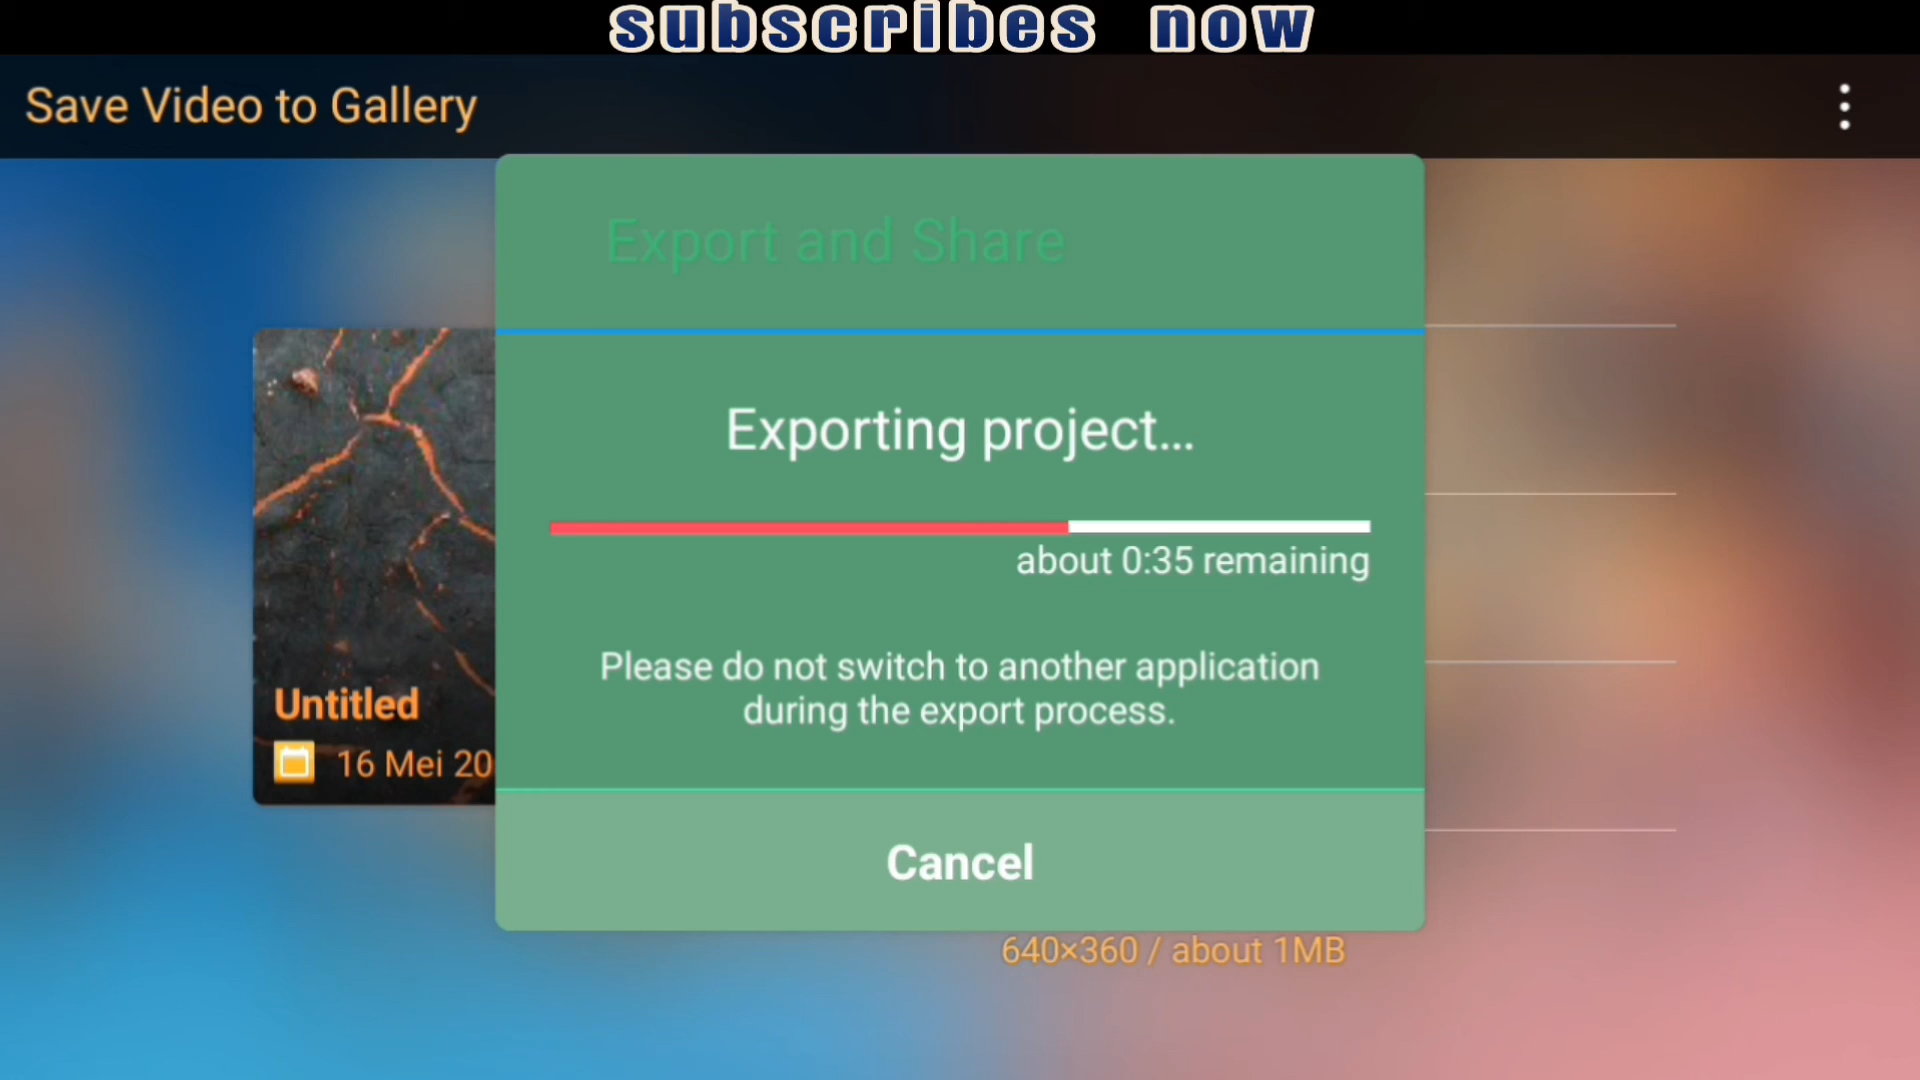 subscribes now
Save Video to Gallery
Export and Share
Exporting project...
about 0:35 remaining
Please do not switch to another application
during the export process.
Untitled
16 Mei 20
Cancel
640×360 / about 1MB